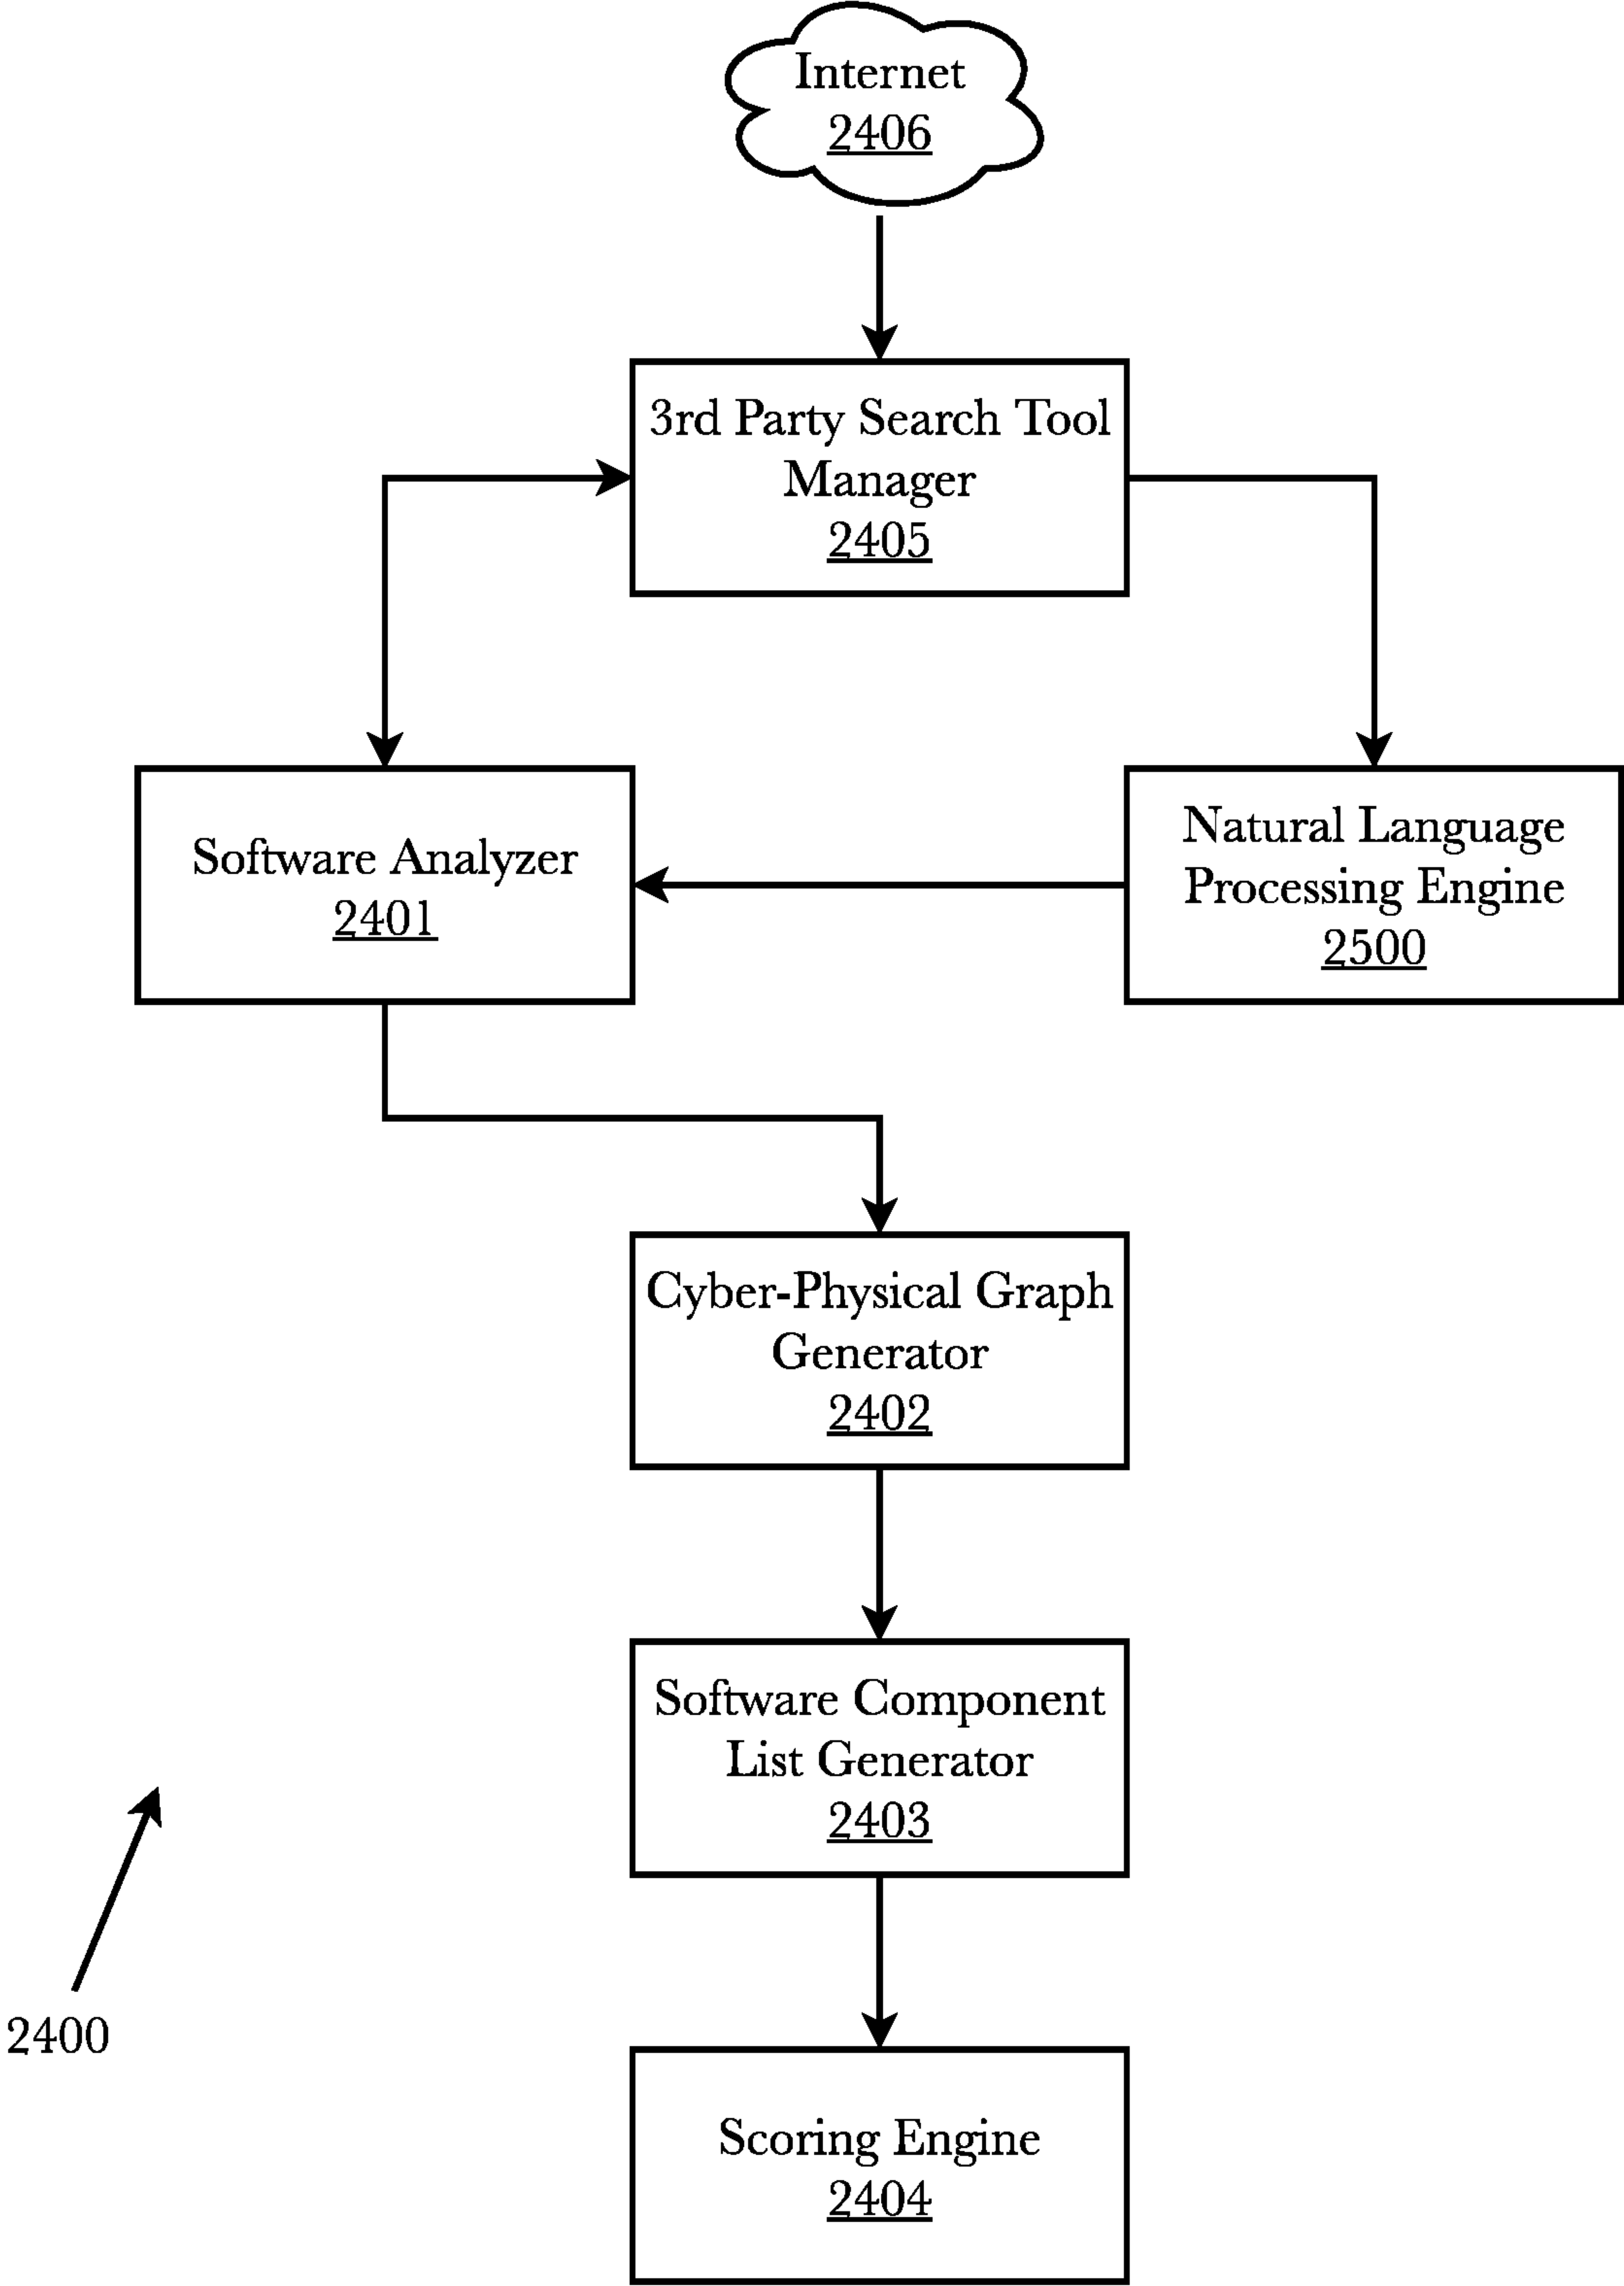 Internet
2406
3rd Party Search Tool
Manager
2405
Software Analyzer
2401
Natural Language
Processing Engine
2500
Cyber-Physical Graph
Generator
2402
Software Component
List Generator
2403
2400
Scoring Engine
2404